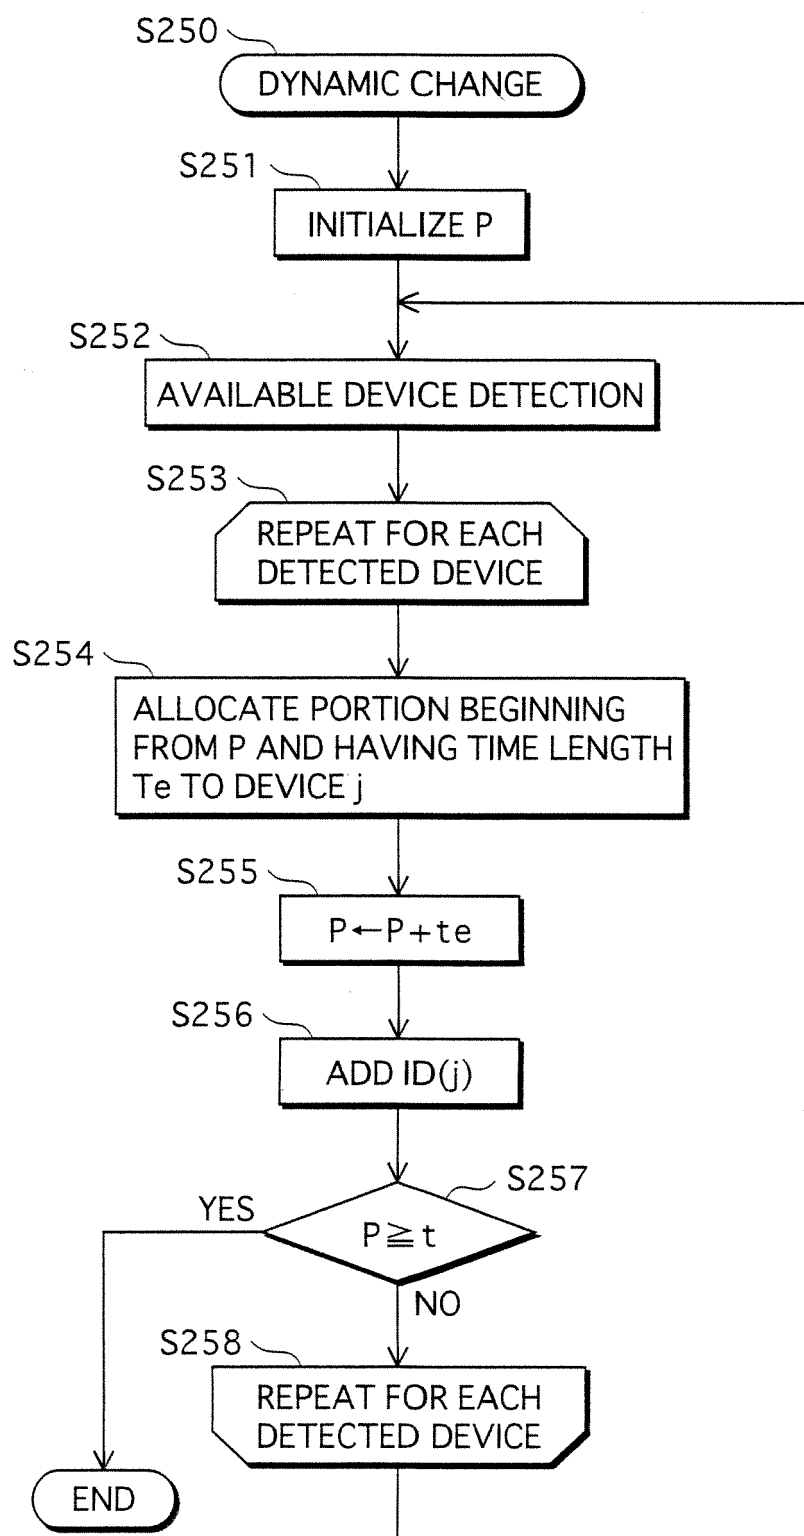 S250
DYNAMIC CHANGE
S251
INITIALIZE P
S252
AVAILABLE DEVICE DETECTION
S253
REPEAT FOR EACH
DETECTED DEVICE
S254
ALLOCATE PORTION BEGINNING
FROM P AND HAVING TIME LENGTH
Te TO DEVICE j
S255
P←P+te
S256
ADD ID(j)
S257
YES
P≧t
NO
S258
REPEAT FOR EACH
DETECTED DEVICE
END